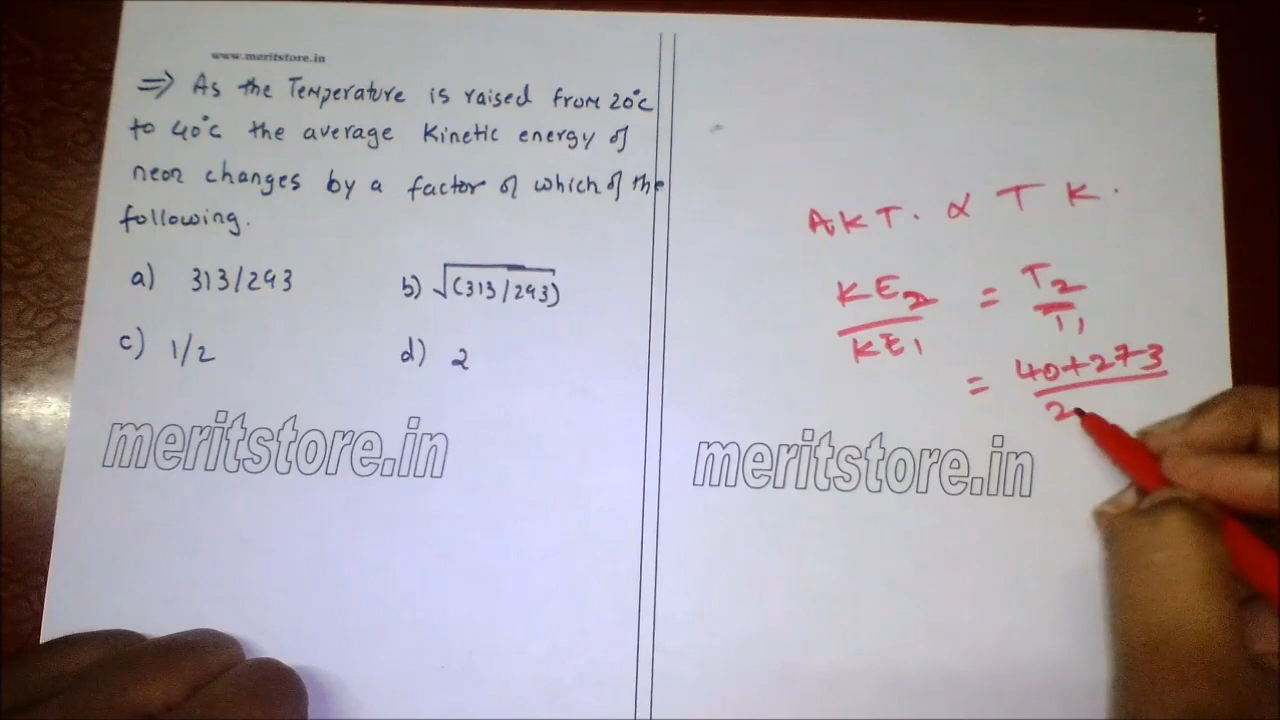 www.meritstore.in
⇒ As the Temperature is raised from 20°C
to 40°C the average Kinetic energy of
neon changes by a factor of which of the
following.
a) 313/293
b) √(313/293)
c) 1/2
d) 2
meritstore.in
A K T. ∝ T K.
KE2 / KE1 = T2 / T1
= 40+273 / 2
meritstore.in